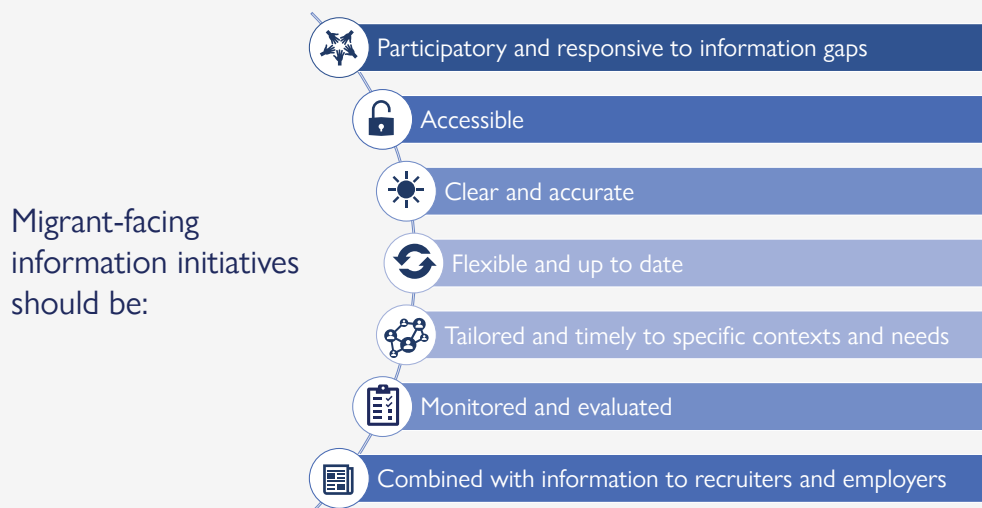 Participatory and responsive to information gaps
Accessible
Clear and accurate
Migrant-facing
information initiatives
should be:
Flexible and up to date
Tailored and timely to specific contexts and needs
Monitored and evaluated
Combined with information to recruiters and employers